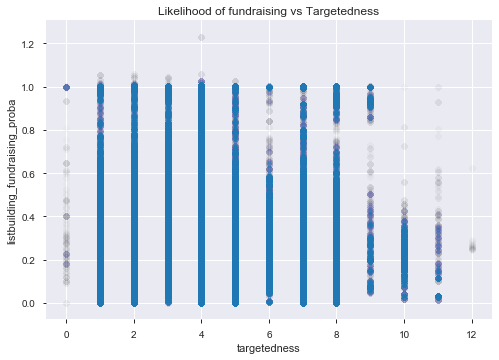 Likelihood of fundraising vs Targetedness
listbuilding_fundraising_proba
1.2
1.0
0.8
0.6
0.4
0.2
0.0
0 2 4 6 8 10 12
targetedness